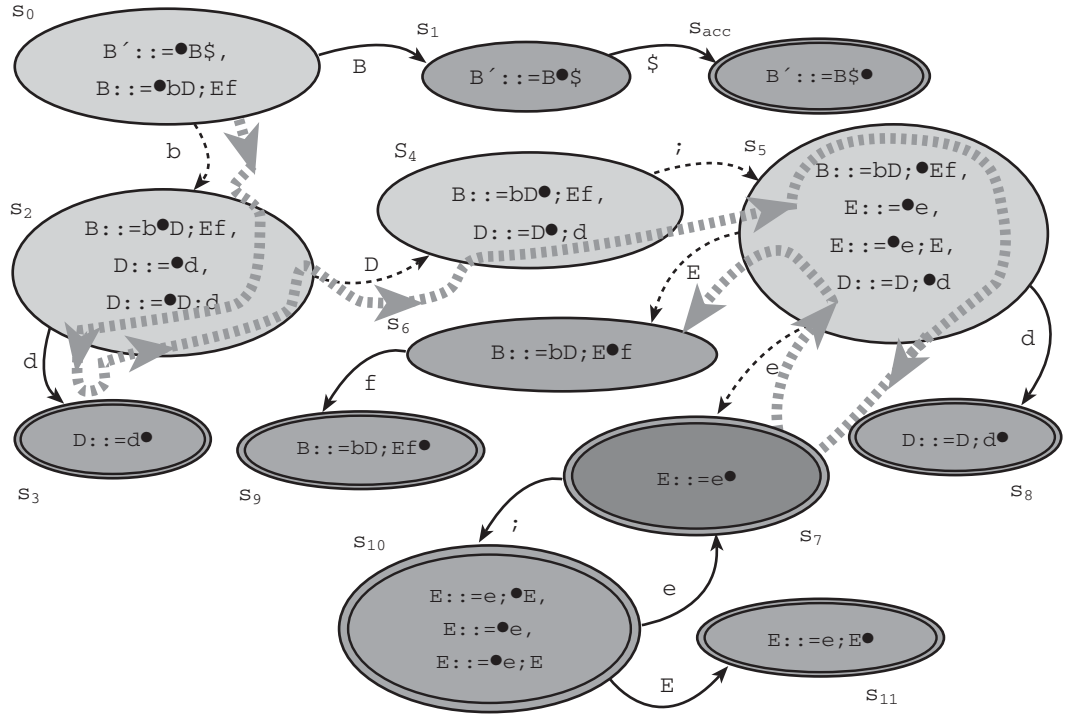 s0
B´::=●B$,
B::=●bD;Ef
B
s1
B´::=B●$
$
sacc
B´::=B$●
b
s2
B::=b●D;Ef,
D::=●d,
D::=●D;d
D
s4
B::=bD●;Ef,
D::=D●;d
;
s5
B::=bD;●Ef,
E::=●e,
E::=●e;E,
D::=D;●d
E
s6
B::=bD;E●f
d
f
e
d
s3
D::=d●
s9
B::=bD;Ef●
s7
E::=e●
s8
D::=D;d●
;
s10
E::=e;●E,
E::=●e,
E::=●e;E
e
E
s11
E::=e;E●